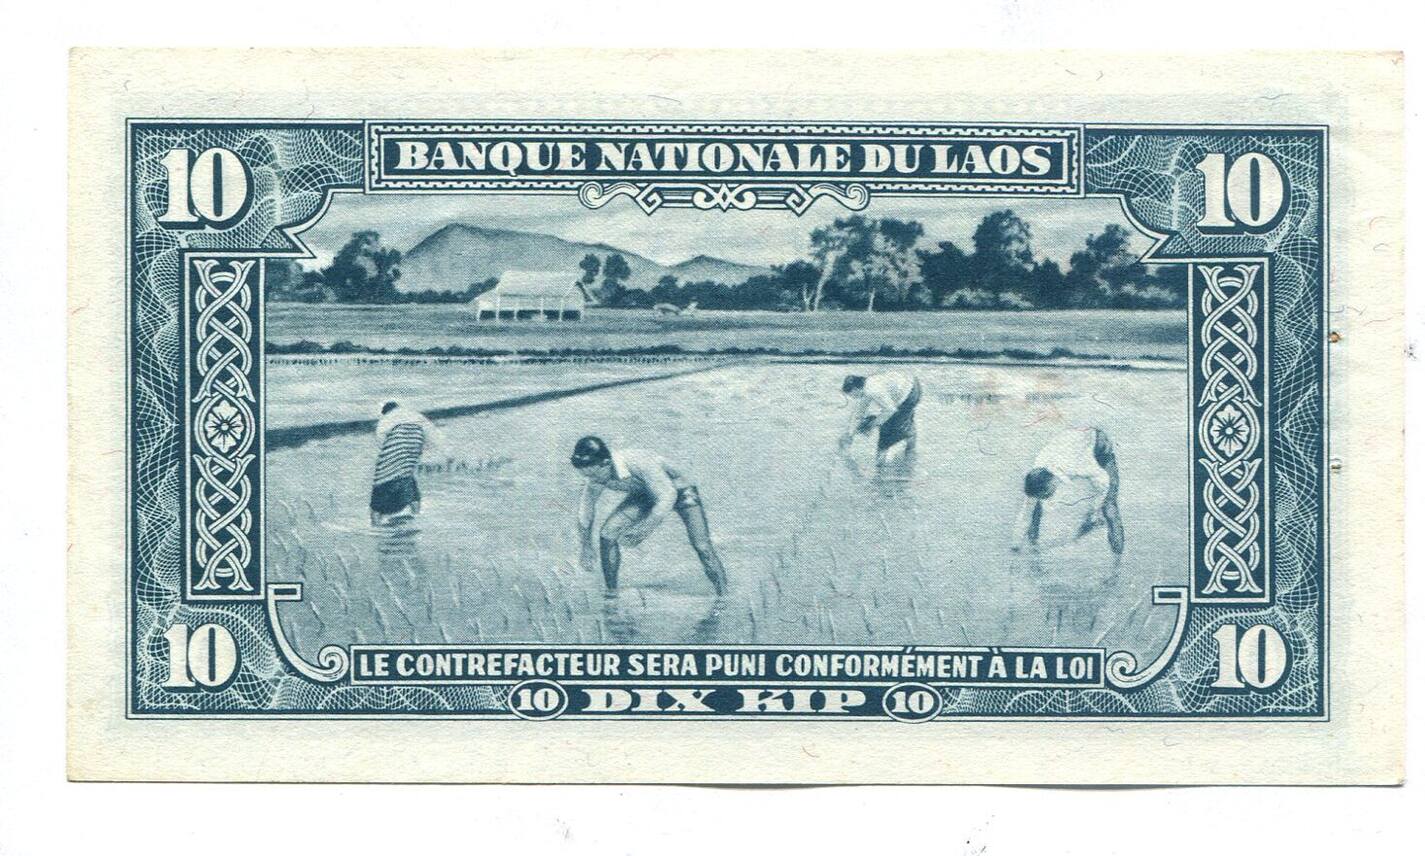 10 BANQUE NATIONALE DU LAOS 10
10 LE CONTREFACTEUR SERA PUNI CONFORMÉMENT À LA LOI 10
10 DIX KIP 10